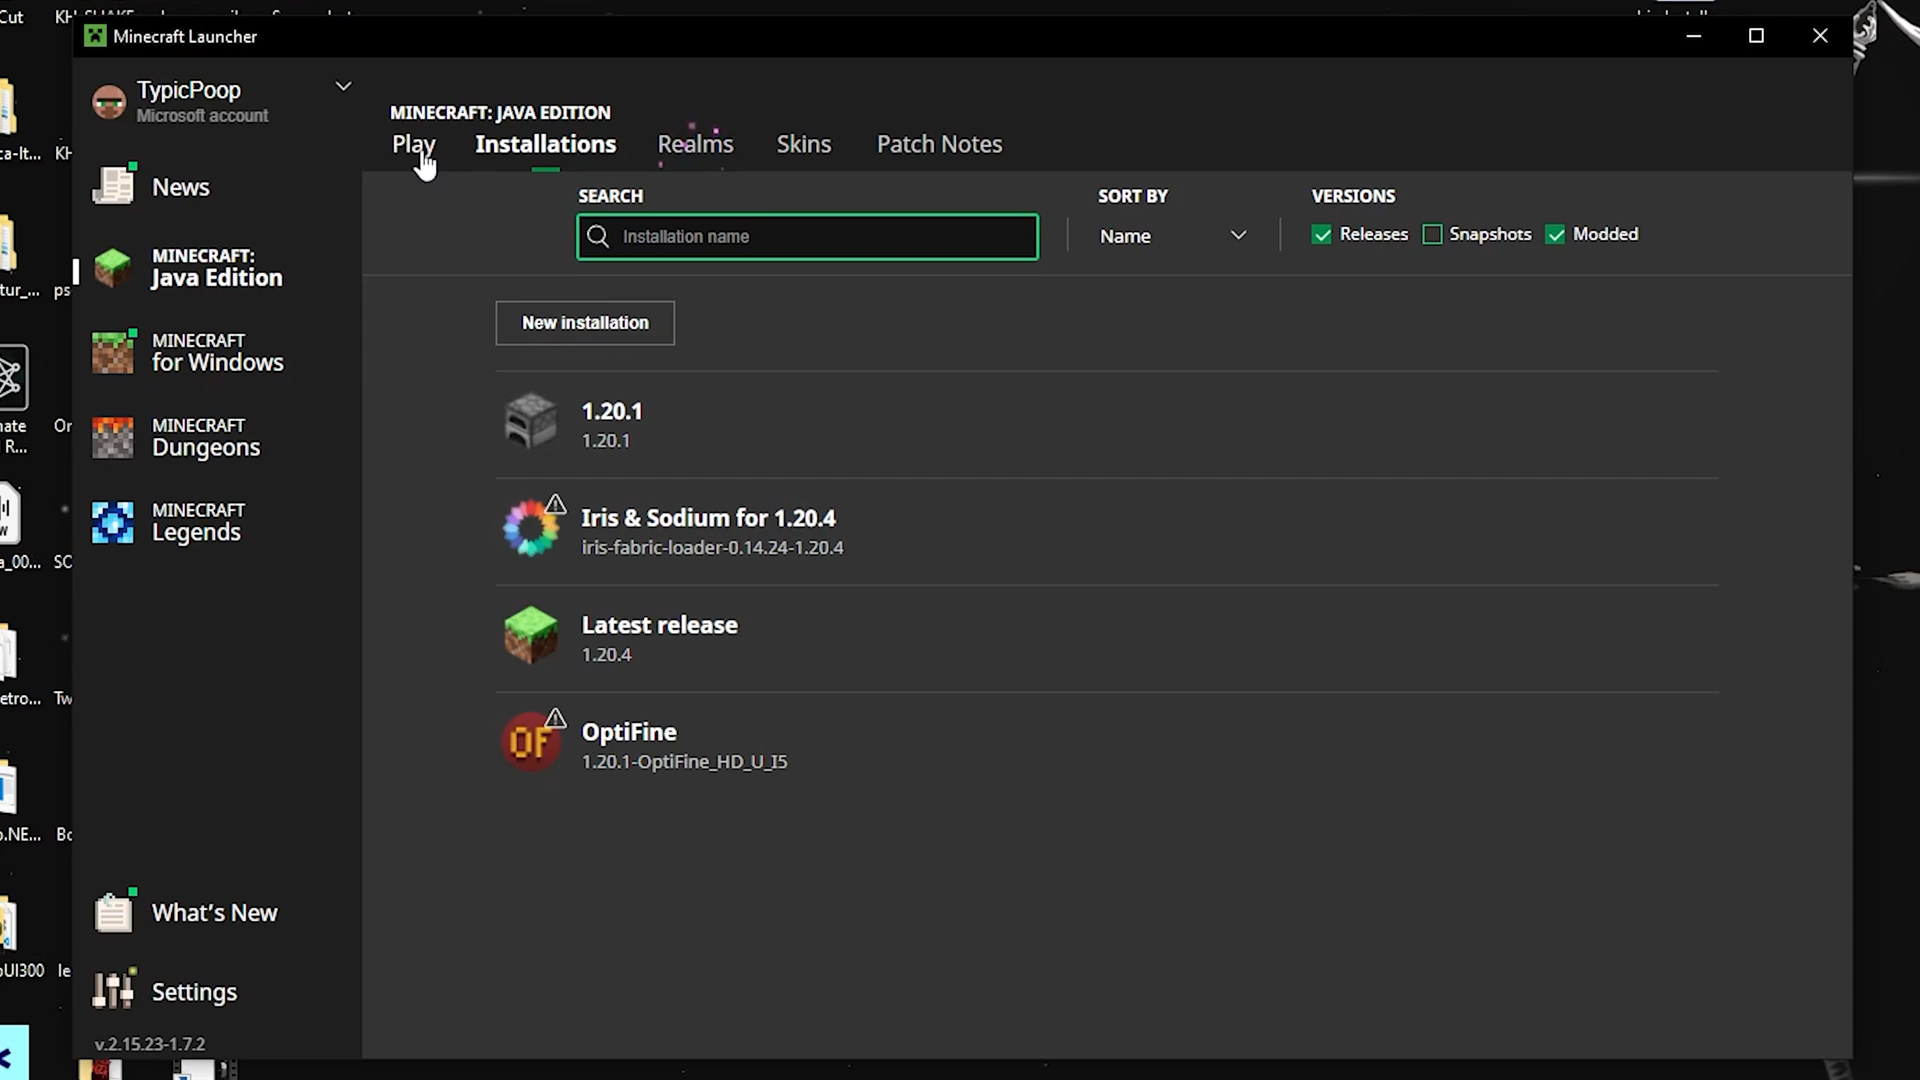 Minecraft Launcher
TypicPoop
Microsoft account
News
MINECRAFT:
Java Edition
MINECRAFT
for Windows
MINECRAFT
Dungeons
MINECRAFT
Legends
What's New
Settings
v.2.15.23-1.7.2
MINECRAFT: JAVA EDITION
Play Installations Realms Skins Patch Notes
SEARCH SORT BY VERSIONS
Installation name Name Releases Snapshots Modded
New installation
1.20.1
1.20.1
Iris & Sodium for 1.20.4
iris-fabric-loader-0.14.24-1.20.4
Latest release
1.20.4
OF OptiFine
1.20.1-OptiFine_HD_U_I5